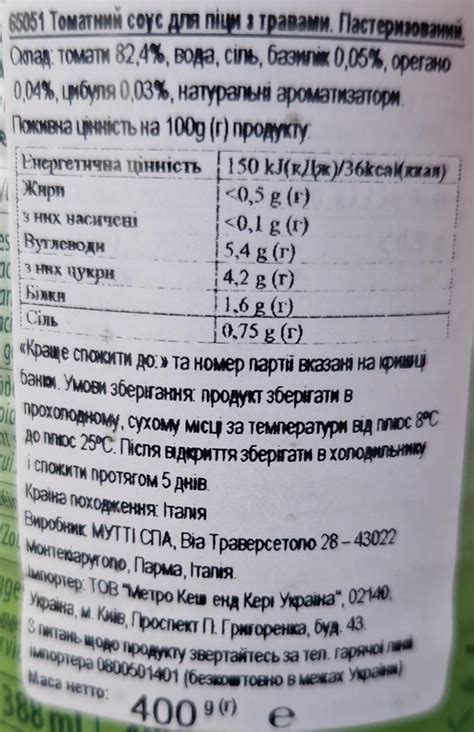 65051 Томатний соус для піци з травами. Пастеризований.
Склад: томати 82,4%, вода, сіль, базилік 0,05%, орегано
0,04%, цибуля 0,03%, натуральні ароматизатори.
Поживна цінність на 100g (г) продукту:
Енергетична цінність 150 kJ(кДж)/36kcal(ккал)
Жири <0,5 g (г)
з них насичені <0,1 g (г)
Вуглеводи 5,4 g (г)
з них цукри 4,2 g (г)
Білки 1,6 g (г)
Сіль 0,75 g (г)
«Краще спожити до:» та номер партії вказані на кришці
банки. Умови зберігання: продукт зберігати в
прохолодному, сухому місці за температури від плюс 8°C
до плюс 25°C. Після відкриття зберігати в холодильнику
і спожити протягом 5 днів.
Країна походження: Італія
Виробник: МУТТІ СПА, Віа Траверсетоло 28 – 43022
Монтекіаруголо, Парма, Італія.
Імпортер: ТОВ "Метро Кеш енд Кері Україна", 02140,
Україна, м. Київ, Проспект П. Григоренка, буд. 43
З питань щодо продукту звертайтесь за тел. гарячої лінії
імпортера 0800501401 (безкоштовно в межах України)
Маса нетто:
400 g (г) e
388 ml